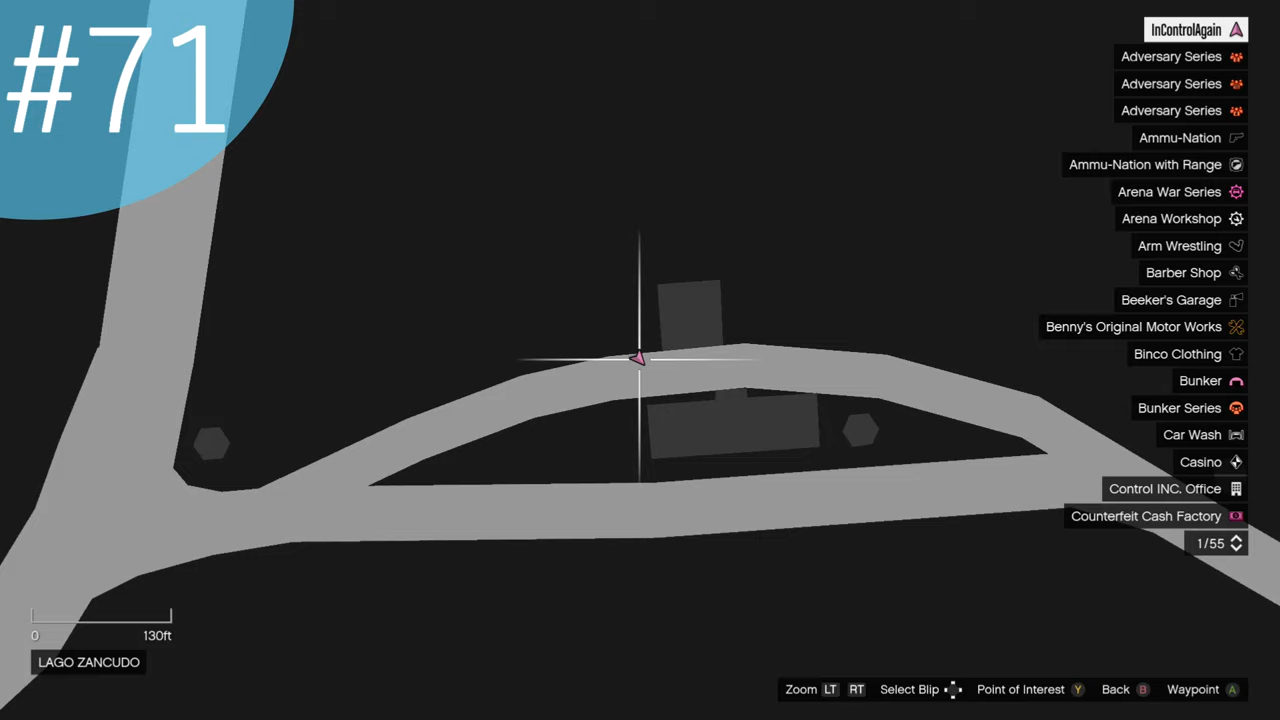 #71
InControlAgain
Adversary Series
Adversary Series
Adversary Series
Ammu-Nation
Ammu-Nation with Range
Arena War Series
Arena Workshop
Arm Wrestling
Barber Shop
Beeker's Garage
Benny's Original Motor Works
Binco Clothing
Bunker
Bunker Series
Car Wash
Casino
Control INC. Office
Counterfeit Cash Factory
1/55
0 130ft
LAGO ZANCUDO
Zoom LT RT Select Blip Point of Interest Y Back B Waypoint A